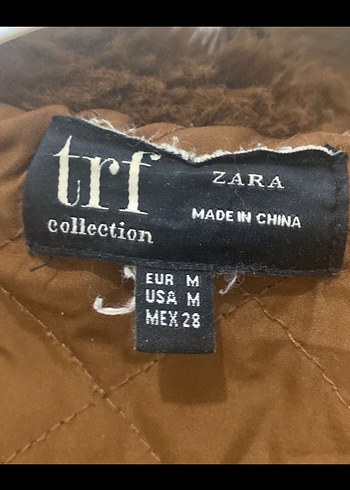 trf
collection
ZARA
MADE IN CHINA
EUR M
USA M
MEX 28